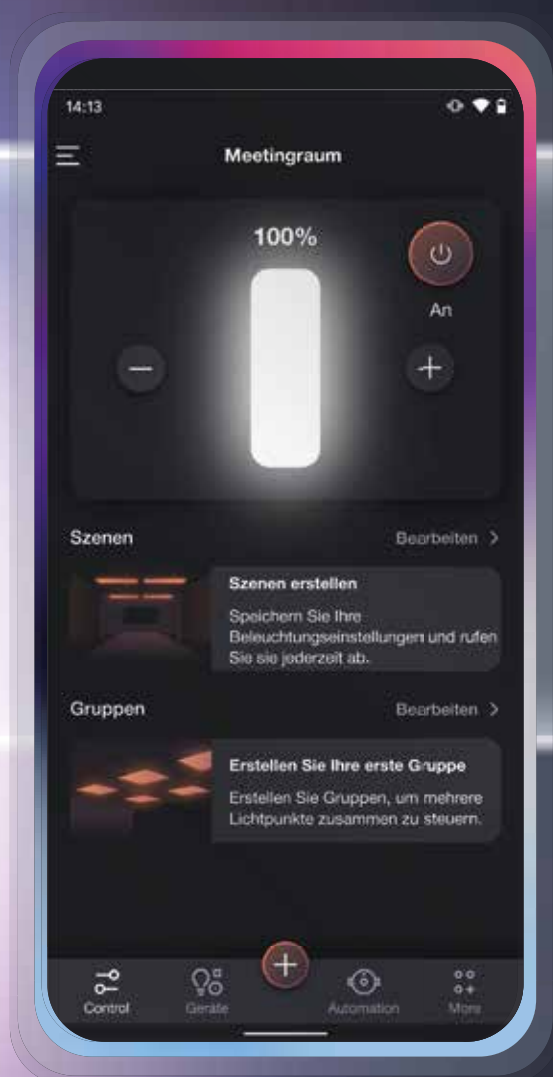 14:13
Meetingraum
100%
An
Szenen
Bearbeiten
Szenen erstellen
Speichern Sie Ihre
Beleuchtungseinstellungen und rufen
Sie sie jederzeit ab.
Gruppen
Bearbeiten
Erstellen Sie Ihre erste Gruppe
Erstellen Sie Gruppen, um mehrere
Lichtpunkte zusammen zu steuern.
Control
Geräte
Automation
More